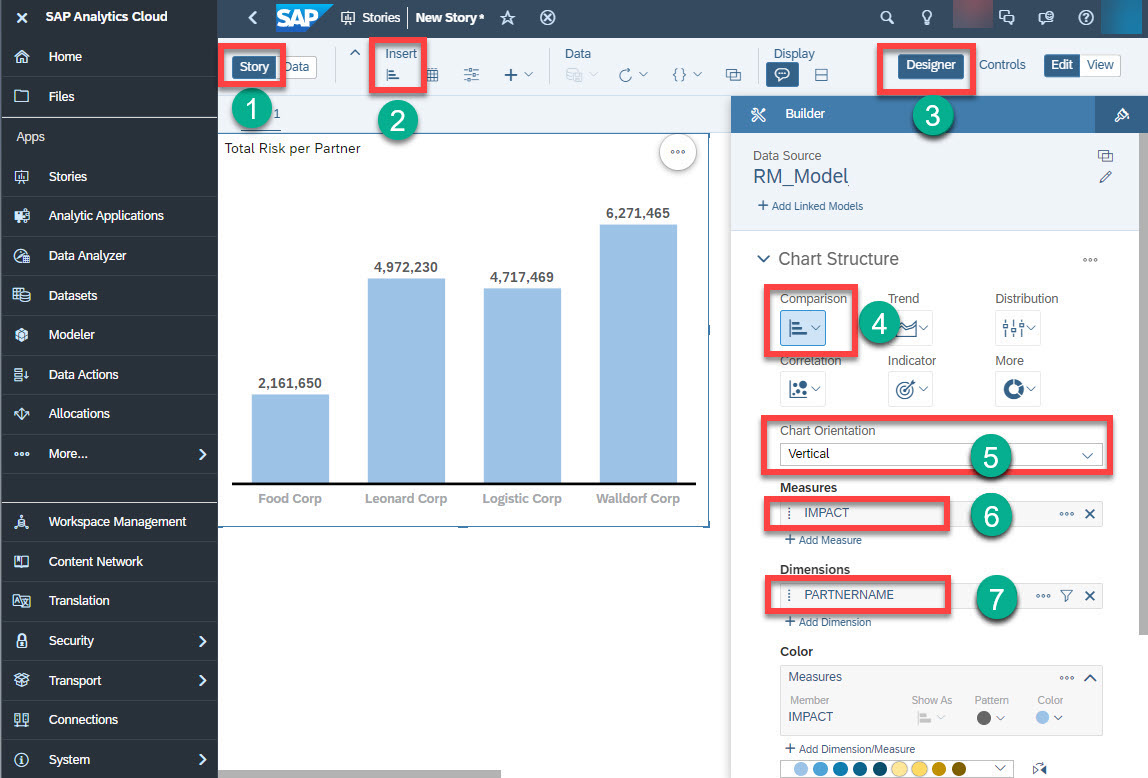 SAP Analytics Cloud
SAP Stories New Story*
Home
Files
Apps
Stories
Analytic Applications
Data Analyzer
Datasets
Modeler
Data Actions
Allocations
More...
Workspace Management
Content Network
Translation
Security
Transport
Connections
System
Story Data
Insert
Data
Display
Designer Controls Edit View
1 2 3
1
Total Risk per Partner
6,271,465
4,972,230
4,717,469
2,161,650
Food Corp Leonard Corp Logistic Corp Walldorf Corp
Builder
Data Source
RM_Model
+ Add Linked Models
Chart Structure
Comparison Trend Distribution
4
Correlation Indicator More
Chart Orientation
Vertical 5
Measures
IMPACT 6
+ Add Measure
Dimensions
PARTNERNAME 7
+ Add Dimension
Color
Measures
Member Show As Pattern Color
IMPACT
+ Add Dimension/Measure